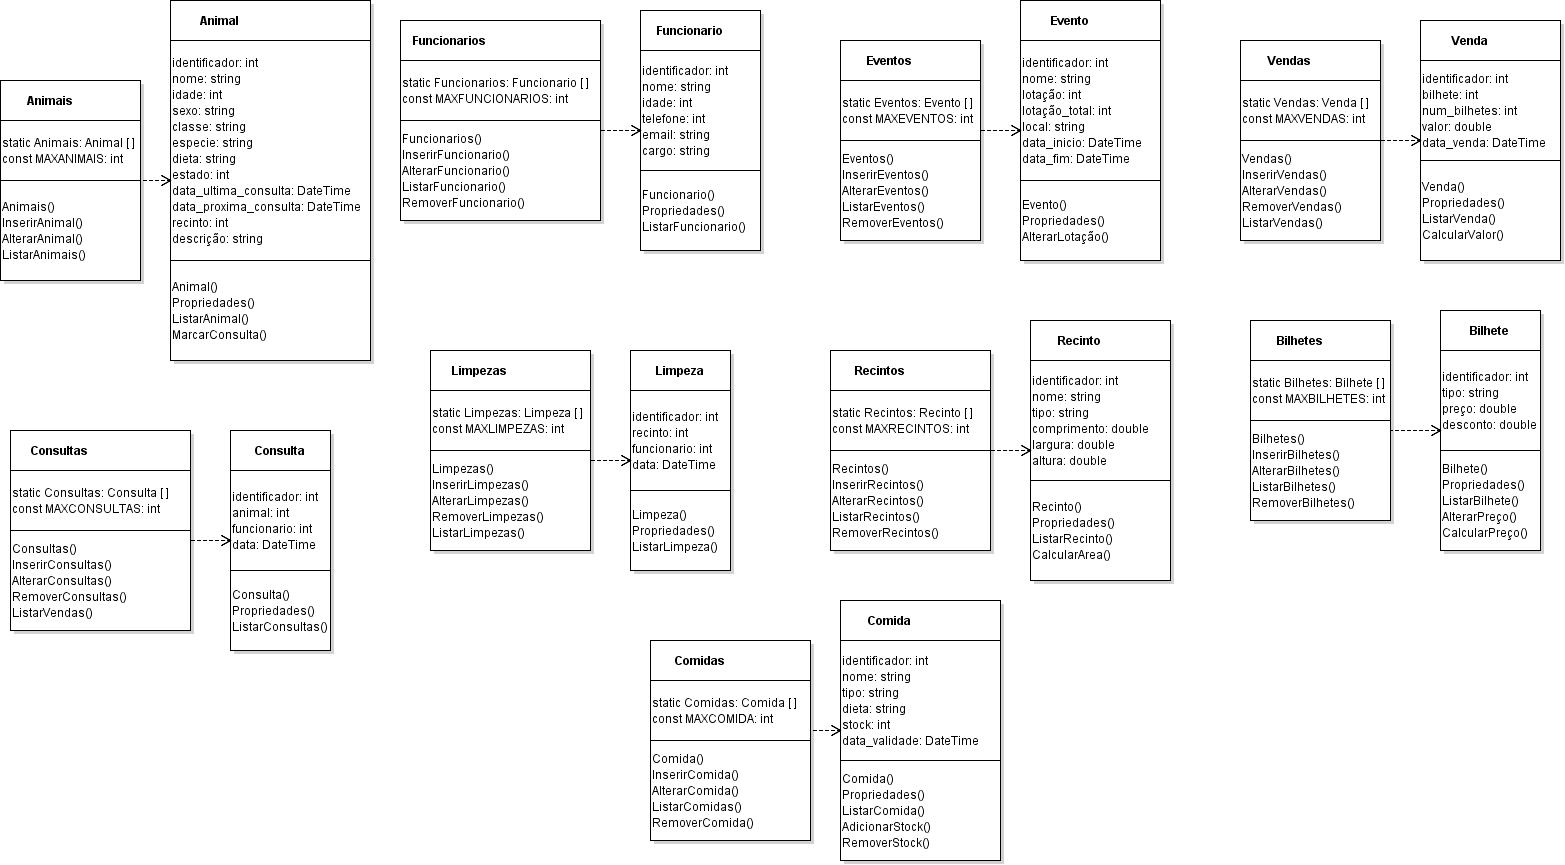 Animais
static Animais: Animal [ ]
const MAXANIMAIS: int
Animais()
InserirAnimal()
AlterarAnimal()
ListarAnimais()
Animal
identificador: int
nome: string
idade: int
sexo: string
classe: string
especie: string
dieta: string
estado: int
data_ultima_consulta: DateTime
data_proxima_consulta: DateTime
recinto: int
descrição: string
Animal()
Propriedades()
ListarAnimal()
MarcarConsulta()
Funcionarios
static Funcionarios: Funcionario [ ]
const MAXFUNCIONARIOS: int
Funcionarios()
InserirFuncionario()
AlterarFuncionario()
ListarFuncionario()
RemoverFuncionario()
Funcionario
identificador: int
nome: string
idade: int
telefone: int
email: string
cargo: string
Funcionario()
Propriedades()
ListarFuncionario()
Eventos
static Eventos: Evento [ ]
const MAXEVENTOS: int
Eventos()
InserirEventos()
AlterarEventos()
ListarEventos()
RemoverEventos()
Evento
identificador: int
nome: string
lotação: int
lotação_total: int
local: string
data_inicio: DateTime
data_fim: DateTime
Evento()
Propriedades()
AlterarLotação()
Vendas
static Vendas: Venda [ ]
const MAXVENDAS: int
Vendas()
InserirVendas()
AlterarVendas()
RemoverVendas()
ListarVendas()
Venda
identificador: int
bilhete: int
num_bilhetes: int
valor: double
data_venda: DateTime
Venda()
Propriedades()
ListarVenda()
CalcularValor()
Consultas
static Consultas: Consulta [ ]
const MAXCONSULTAS: int
Consultas()
InserirConsultas()
AlterarConsultas()
RemoverConsultas()
ListarVendas()
Consulta
identificador: int
animal: int
funcionario: int
data: DateTime
Consulta()
Propriedades()
ListarConsultas()
Limpezas
static Limpezas: Limpeza [ ]
const MAXLIMPEZAS: int
Limpezas()
InserirLimpezas()
AlterarLimpezas()
RemoverLimpezas()
ListarLimpezas()
Limpeza
identificador: int
recinto: int
funcionario: int
data: DateTime
Limpeza()
Propriedades()
ListarLimpeza()
Recintos
static Recintos: Recinto [ ]
const MAXRECINTOS: int
Recintos()
InserirRecintos()
AlterarRecintos()
ListarRecintos()
RemoverRecintos()
Recinto
identificador: int
nome: string
tipo: string
comprimento: double
largura: double
altura: double
Recinto()
Propriedades()
ListarRecinto()
CalcularArea()
Bilhetes
static Bilhetes: Bilhete [ ]
const MAXBILHETES: int
Bilhetes()
InserirBilhetes()
AlterarBilhetes()
ListarBilhetes()
RemoverBilhetes()
Bilhete
identificador: int
tipo: string
preço: double
desconto: double
Bilhete()
Propriedades()
ListarBilhete()
AlterarPreço()
CalcularPreço()
Comidas
static Comidas: Comida [ ]
const MAXCOMIDA: int
Comida()
InserirComida()
AlterarComida()
ListarComidas()
RemoverComida()
Comida
identificador: int
nome: string
tipo: string
dieta: string
stock: int
data_validade: DateTime
Comida()
Propriedades()
ListarComida()
AdicionarStock()
RemoverStock()